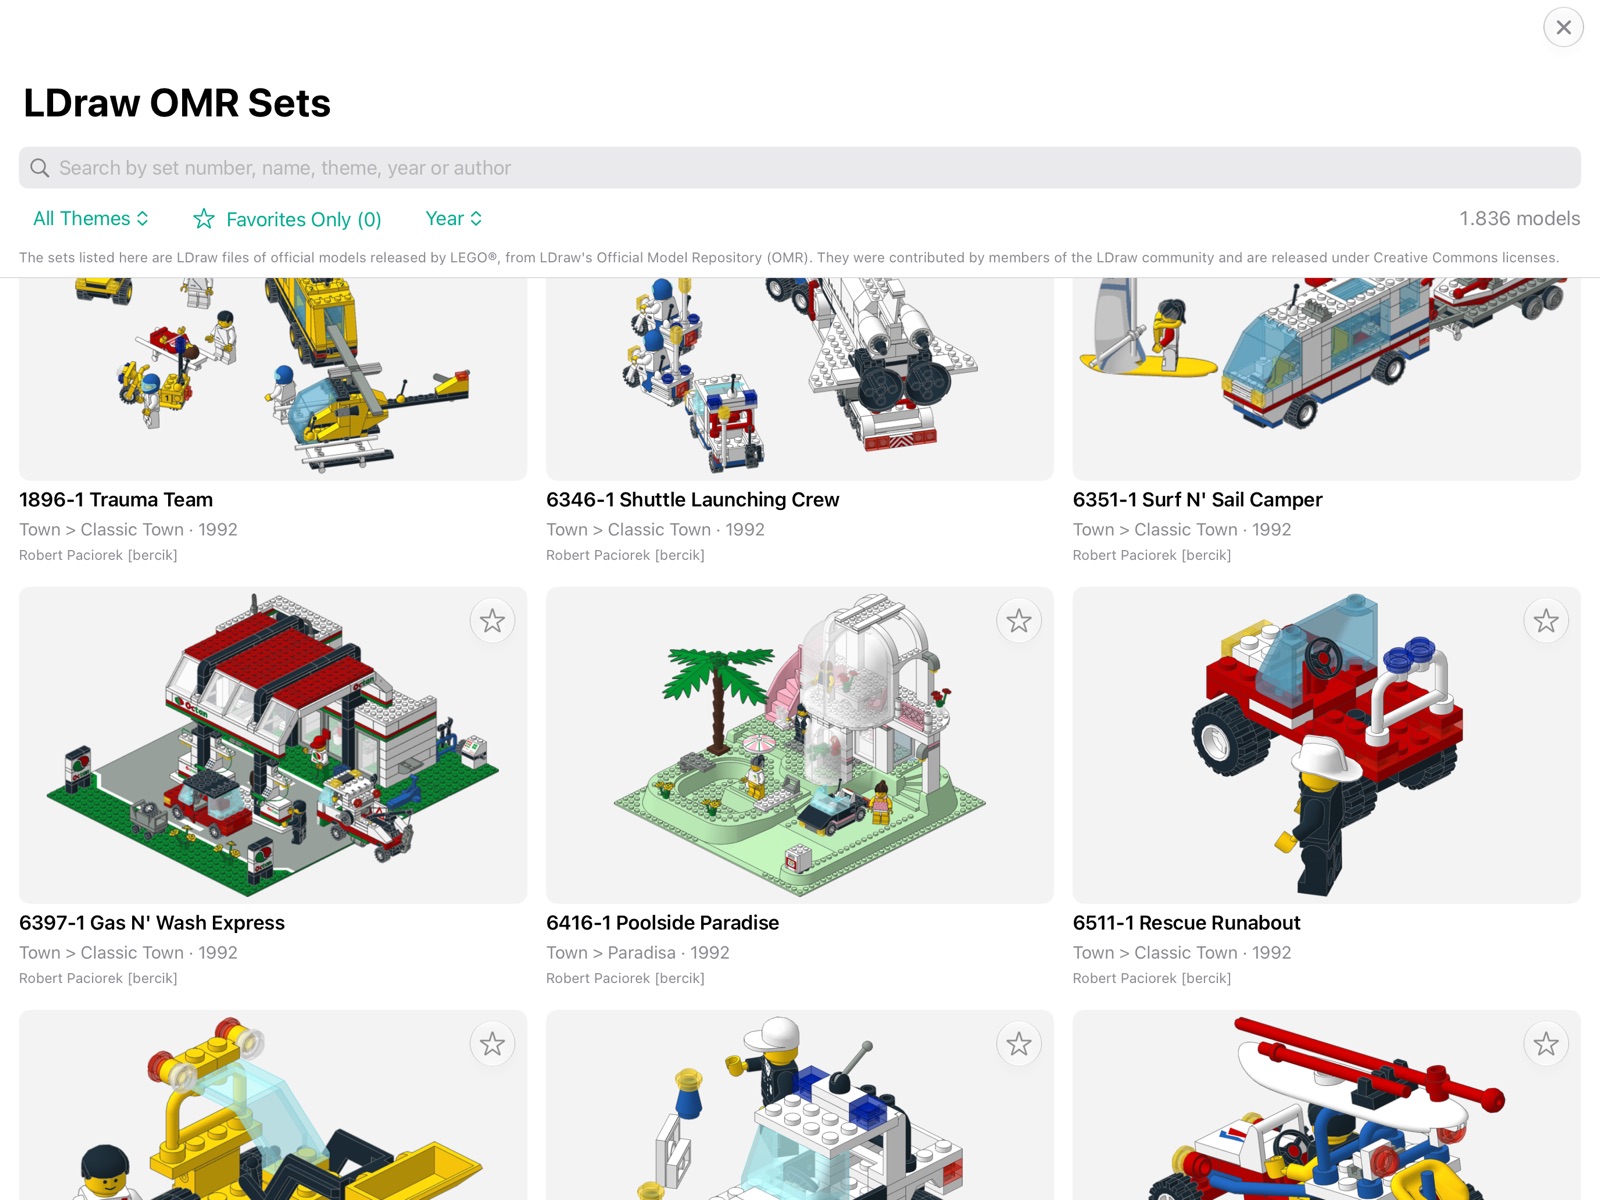 LDraw OMR Sets
Search by set number, name, theme, year or author
All Themes
Favorites Only (0)
Year
1.836 models
The sets listed here are LDraw files of official models released by LEGO®, from LDraw's Official Model Repository (OMR). They were contributed by members of the LDraw community and are released under Creative Commons licenses.
1896-1 Trauma Team
Town > Classic Town · 1992
Robert Paciorek [bercik]
6346-1 Shuttle Launching Crew
Town > Classic Town · 1992
Robert Paciorek [bercik]
6351-1 Surf N' Sail Camper
Town > Classic Town · 1992
Robert Paciorek [bercik]
Octan
Octan
6397-1 Gas N' Wash Express
Town > Classic Town · 1992
Robert Paciorek [bercik]
6416-1 Poolside Paradise
Town > Paradisa · 1992
Robert Paciorek [bercik]
6511-1 Rescue Runabout
Town > Classic Town · 1992
Robert Paciorek [bercik]